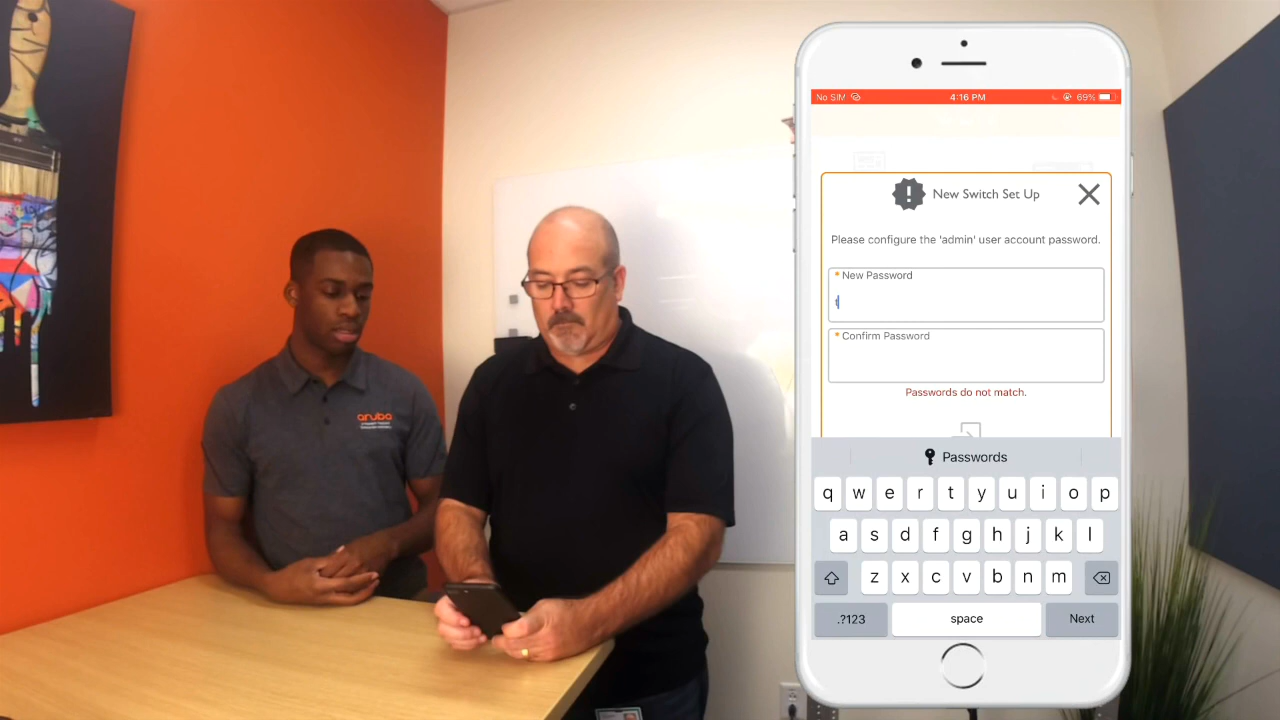 aruba
No SIM
4:16 PM
69%
New Switch Set Up
Please configure the 'admin' user account password.
* New Password
* Confirm Password
Passwords do not match.
Passwords
q w e r t y u i o p
a s d f g h j k l
z x c v b n m
.?123 space Next